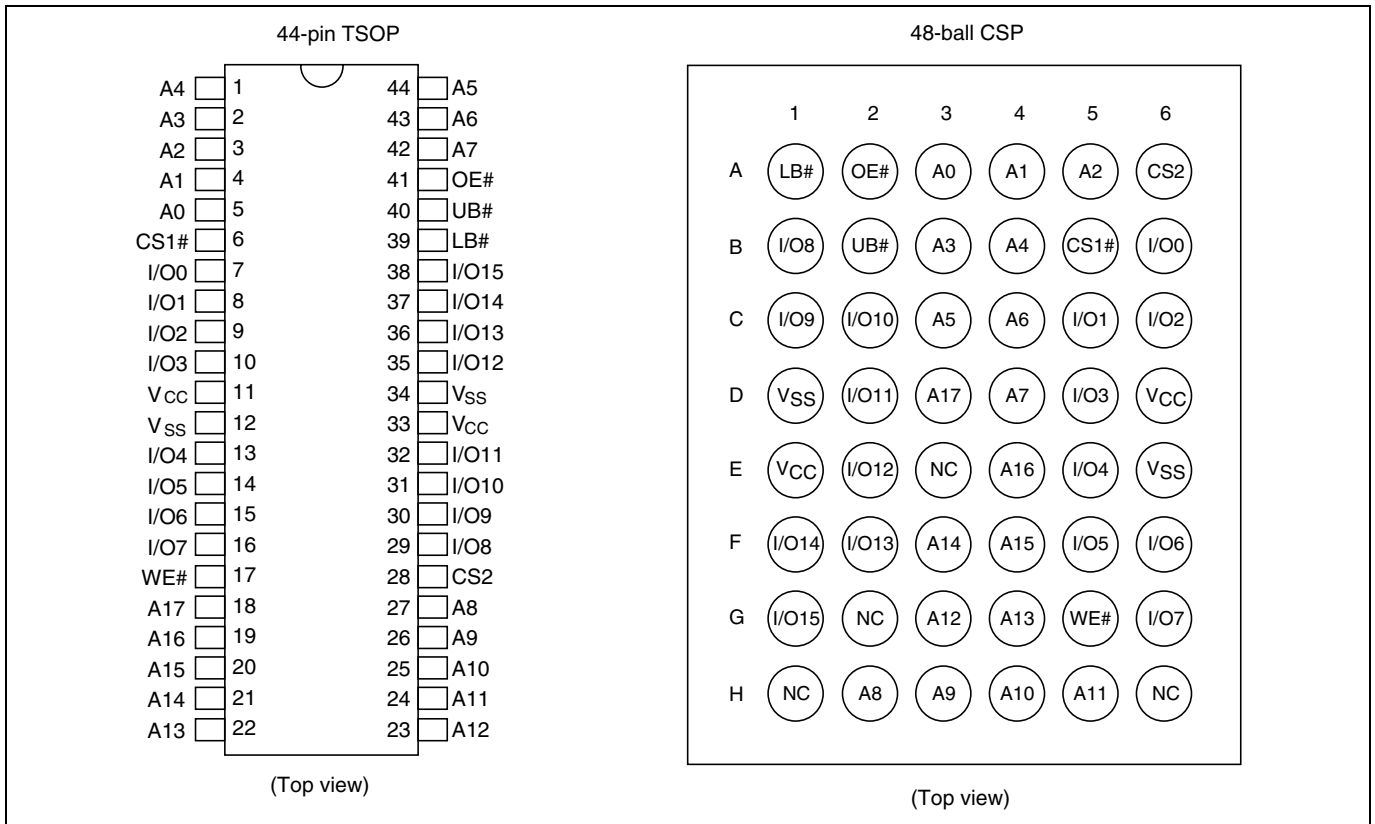 44-pin TSOP
A4 1 44 A5
A3 2 43 A6
A2 3 42 A7
A1 4 41 OE#
A0 5 40 UB#
CS1# 6 39 LB#
I/O0 7 38 I/O15
I/O1 8 37 I/O14
I/O2 9 36 I/O13
I/O3 10 35 I/O12
VCC 11 34 VSS
VSS 12 33 VCC
I/O4 13 32 I/O11
I/O5 14 31 I/O10
I/O6 15 30 I/O9
I/O7 16 29 I/O8
WE# 17 28 CS2
A17 18 27 A8
A16 19 26 A9
A15 20 25 A10
A14 21 24 A11
A13 22 23 A12
(Top view)
48-ball CSP
1 2 3 4 5 6
A LB# OE# A0 A1 A2 CS2
B I/O8 UB# A3 A4 CS1# I/O0
C I/O9 I/O10 A5 A6 I/O1 I/O2
D VSS I/O11 A17 A7 I/O3 VCC
E VCC I/O12 NC A16 I/O4 VSS
F I/O14 I/O13 A14 A15 I/O5 I/O6
G I/O15 NC A12 A13 WE# I/O7
H NC A8 A9 A10 A11 NC
(Top view)